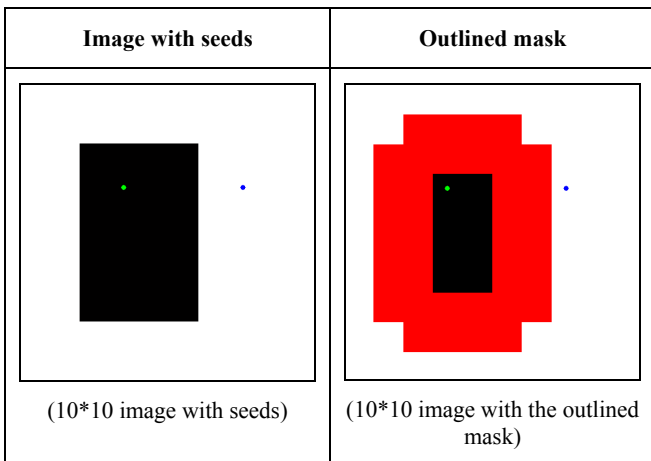 Image with seeds
Outlined mask
(10*10 image with seeds)
(10*10 image with the outlined
mask)